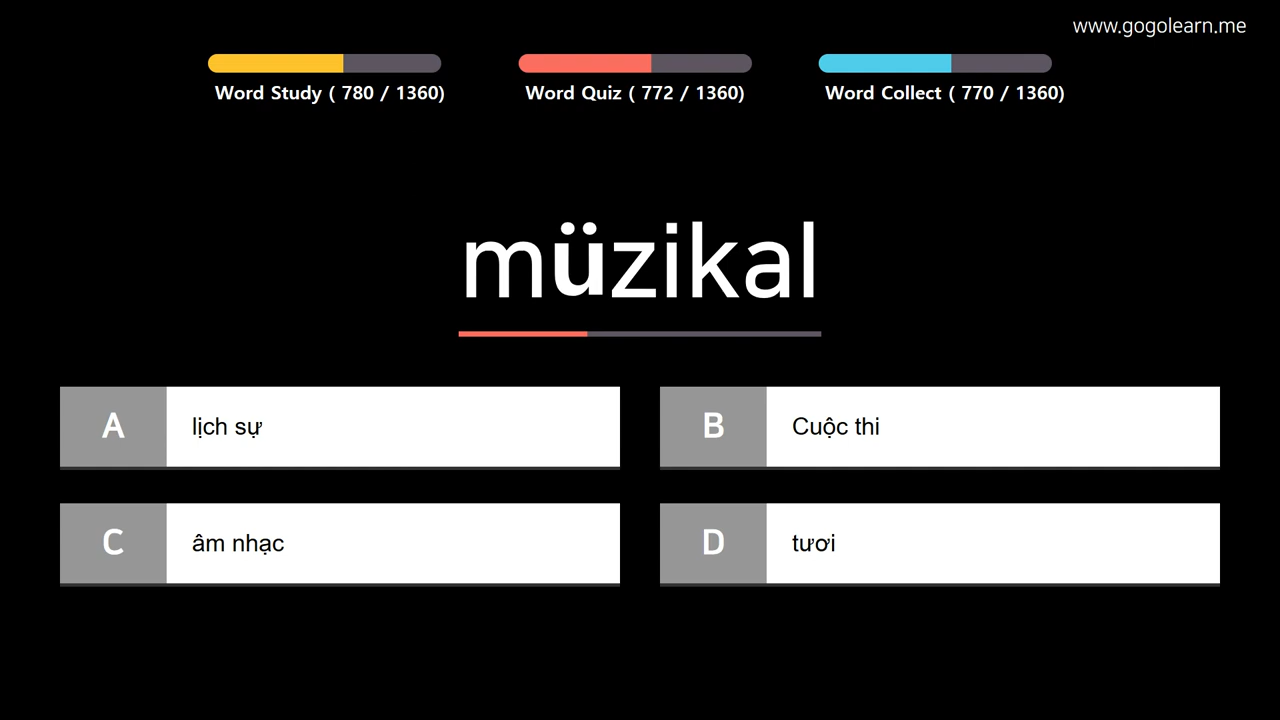 www.gogolearn.me
Word Study ( 780 / 1360)
Word Quiz ( 772 / 1360)
Word Collect ( 770 / 1360)
müzikal
A lịch sự
B Cuộc thi
C âm nhạc
D tươi